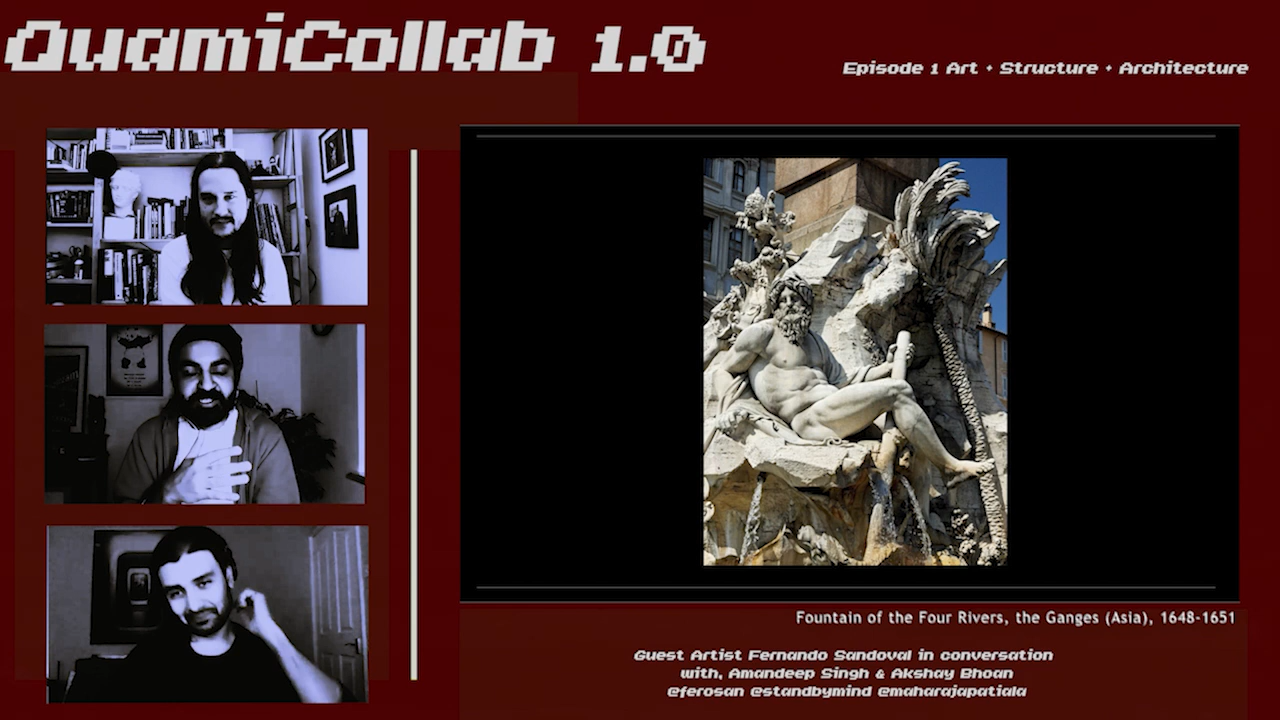 QuamiCollab 1.0
Episode 1 Art • Structure • Architecture
Fountain of the Four Rivers, the Ganges (Asia), 1648-1651
Guest Artist Fernando Sandoval in conversation
with, Amandeep Singh & Akshay Bhoan
@ferosan @standbymind @maharajapatiala